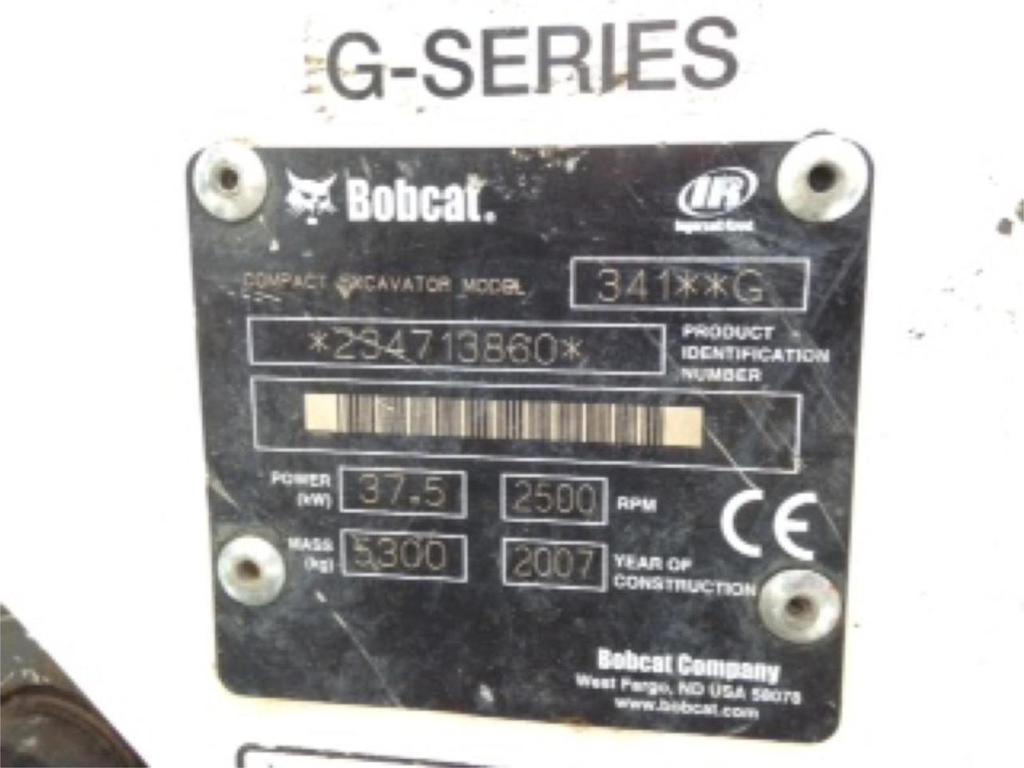 G-SERIES
Bobcat. IR
Ingersoll Rand
COMPACT EXCAVATOR MODEL 341**G
*234713860* PRODUCT IDENTIFICATION NUMBER
POWER (kW) 37.5 2500 RPM
MASS (kg) 5300 2007 YEAR OF CONSTRUCTION
CE
Bobcat Company
West Fargo, ND USA 58078
www.bobcat.com